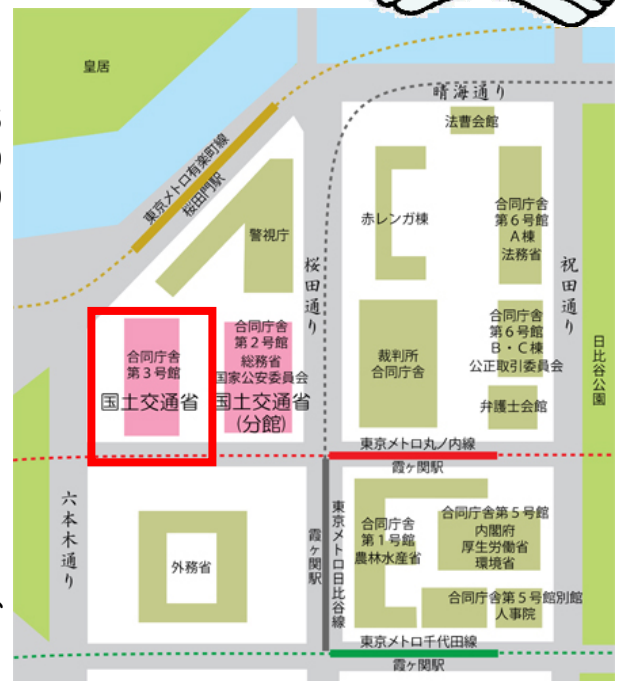 皇居
晴海通り
法曹会館
東京メトロ有楽町線
桜田門駅
警視庁
赤レンガ棟
合同庁舎
第6号館
A棟
法務省
桜田通り
祝田通り
合同庁舎
第3号館
国土交通省
合同庁舎
第2号館
総務省
国家公安委員会
国土交通省
(分館)
裁判所
合同庁舎
合同庁舎
第6号館
B・C棟
公正取引委員会
弁護士会館
日比谷公園
東京メトロ丸ノ内線
霞ヶ関駅
六本木通り
外務省
霞ヶ関駅
東京メトロ日比谷線
合同庁舎
第1号館
農林水産省
合同庁舎第5号館
内閣府
厚生労働省
環境省
合同庁舎第5号館別館
人事院
東京メトロ千代田線
霞ヶ関駅